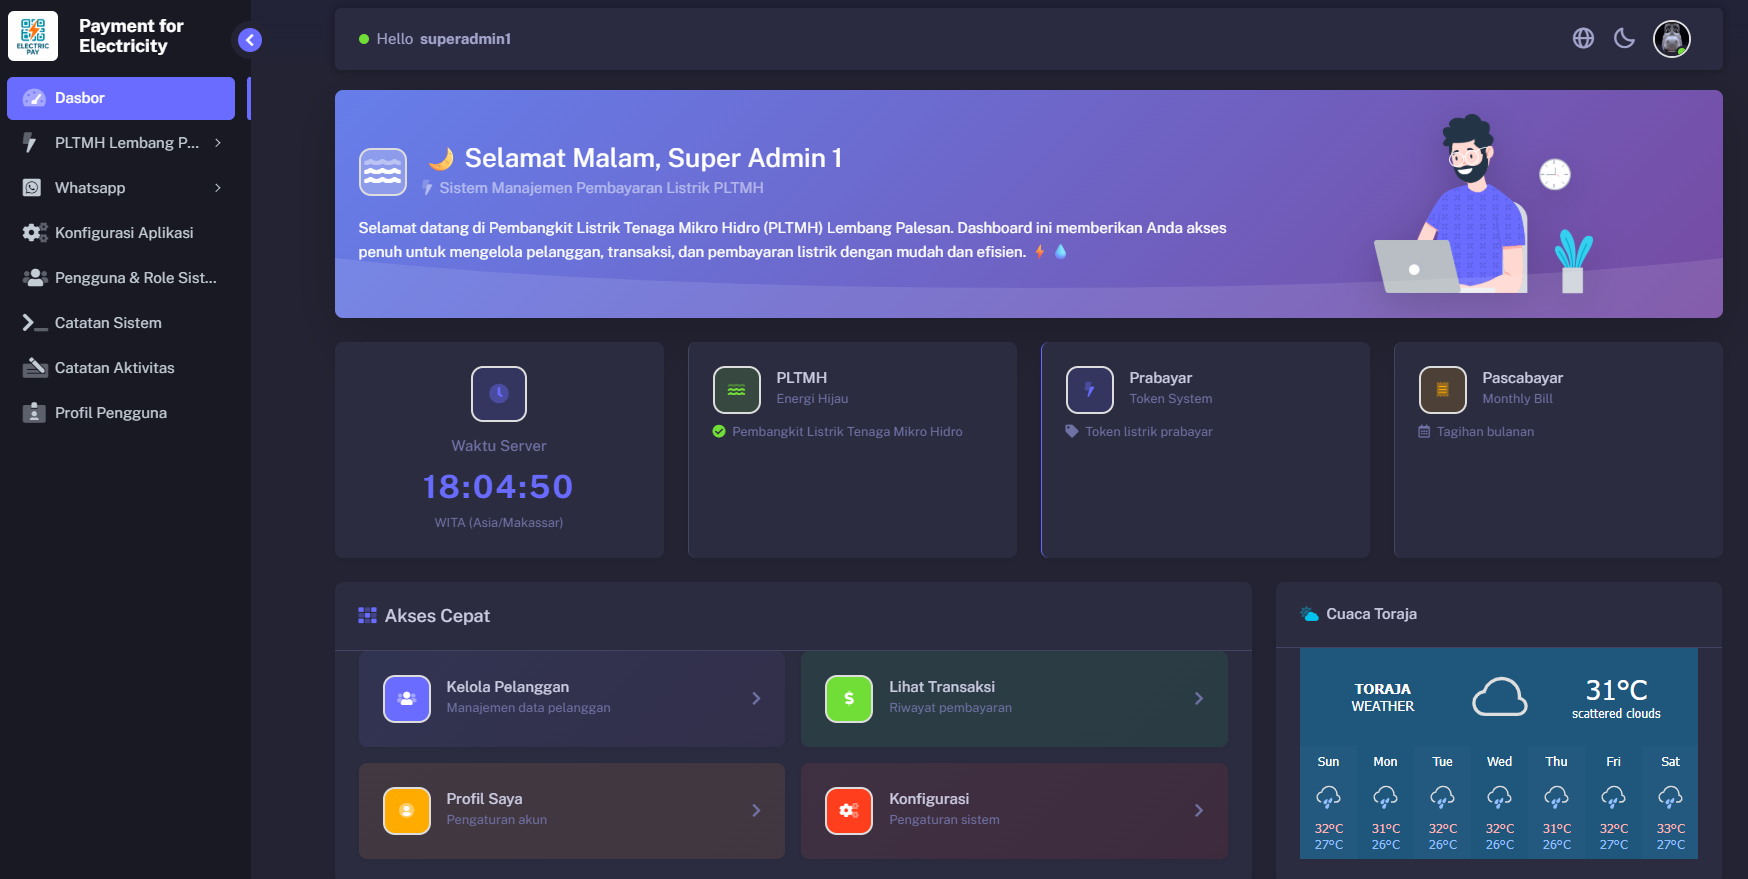 ELECTRIC
PAY
Payment for
Electricity
Dasbor
PLTMH Lembang P...
Whatsapp
Konfigurasi Aplikasi
Pengguna & Role Sist...
Catatan Sistem
Catatan Aktivitas
Profil Pengguna
Hello superadmin1
Selamat Malam, Super Admin 1
Sistem Manajemen Pembayaran Listrik PLTMH
Selamat datang di Pembangkit Listrik Tenaga Mikro Hidro (PLTMH) Lembang Palesan. Dashboard ini memberikan Anda akses
penuh untuk mengelola pelanggan, transaksi, dan pembayaran listrik dengan mudah dan efisien. ⚡💧
Waktu Server
18:04:50
WITA (Asia/Makassar)
PLTMH
Energi Hijau
Pembangkit Listrik Tenaga Mikro Hidro
Prabayar
Token System
Token listrik prabayar
Pascabayar
Monthly Bill
Tagihan bulanan
Akses Cepat
Kelola Pelanggan
Manajemen data pelanggan
Lihat Transaksi
Riwayat pembayaran
Profil Saya
Pengaturan akun
Konfigurasi
Pengaturan sistem
Cuaca Toraja
TORAJA
WEATHER
31°C
scattered clouds
Sun Mon Tue Wed Thu Fri Sat
32°C 31°C 32°C 32°C 31°C 32°C 33°C
27°C 26°C 26°C 26°C 26°C 27°C 27°C